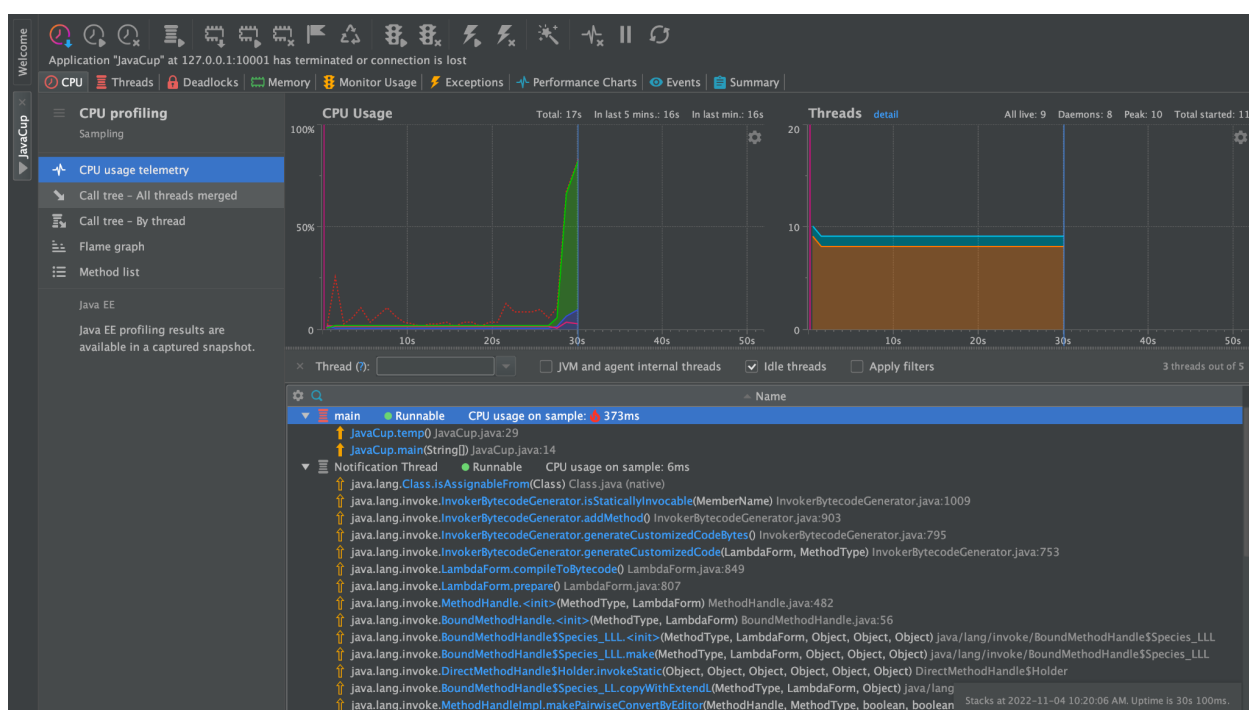 Welcome
JavaCup
Application "JavaCup" at 127.0.0.1:10001 has terminated or connection is lost
CPU Threads Deadlocks Memory Monitor Usage Exceptions Performance Charts Events Summary
CPU profiling
Sampling
CPU usage telemetry
Call tree – All threads merged
Call tree – By thread
Flame graph
Method list
Java EE
Java EE profiling results are
available in a captured snapshot.
CPU Usage Total: 17s In last 5 mins.: 16s In last min.: 16s
100%
50%
0
10s 20s 30s 40s 50s
Threads detail All live: 9 Daemons: 8 Peak: 10 Total started: 11
20
10
0
10s 20s 30s 40s 50s
Thread (?): JVM and agent internal threads Idle threads Apply filters 3 threads out of 5
Name
main Runnable CPU usage on sample: 373ms
JavaCup.temp() JavaCup.java:29
JavaCup.main(String[]) JavaCup.java:14
Notification Thread Runnable CPU usage on sample: 6ms
java.lang.Class.isAssignableFrom(Class) Class.java (native)
java.lang.invoke.InvokerBytecodeGenerator.isStaticallyInvocable(MemberName) InvokerBytecodeGenerator.java:1009
java.lang.invoke.InvokerBytecodeGenerator.addMethod() InvokerBytecodeGenerator.java:903
java.lang.invoke.InvokerBytecodeGenerator.generateCustomizedCodeBytes() InvokerBytecodeGenerator.java:795
java.lang.invoke.InvokerBytecodeGenerator.generateCustomizedCode(LambdaForm, MethodType) InvokerBytecodeGenerator.java:753
java.lang.invoke.LambdaForm.compileToBytecode() LambdaForm.java:849
java.lang.invoke.LambdaForm.prepare() LambdaForm.java:807
java.lang.invoke.MethodHandle.<init>(MethodType, LambdaForm) MethodHandle.java:482
java.lang.invoke.BoundMethodHandle.<init>(MethodType, LambdaForm) BoundMethodHandle.java:56
java.lang.invoke.BoundMethodHandle$Species_LLL.<init>(MethodType, LambdaForm, Object, Object, Object) java/lang/invoke/BoundMethodHandle$Species_LLL
java.lang.invoke.BoundMethodHandle$Species_LLL.make(MethodType, LambdaForm, Object, Object, Object) java/lang/invoke/BoundMethodHandle$Species_LLL
java.lang.invoke.DirectMethodHandle$Holder.invokeStatic(Object, Object, Object, Object, Object, Object) DirectMethodHandle$Holder
java.lang.invoke.BoundMethodHandle$Species_LL.copyWithExtendL(MethodType, LambdaForm, Object) java/lang
java.lang.invoke.MethodHandleImpl.makePairwiseConvertByEditor(MethodHandle, MethodType, boolean, boolean
Stacks at 2022-11-04 10:20:06 AM. Uptime is 30s 100ms.